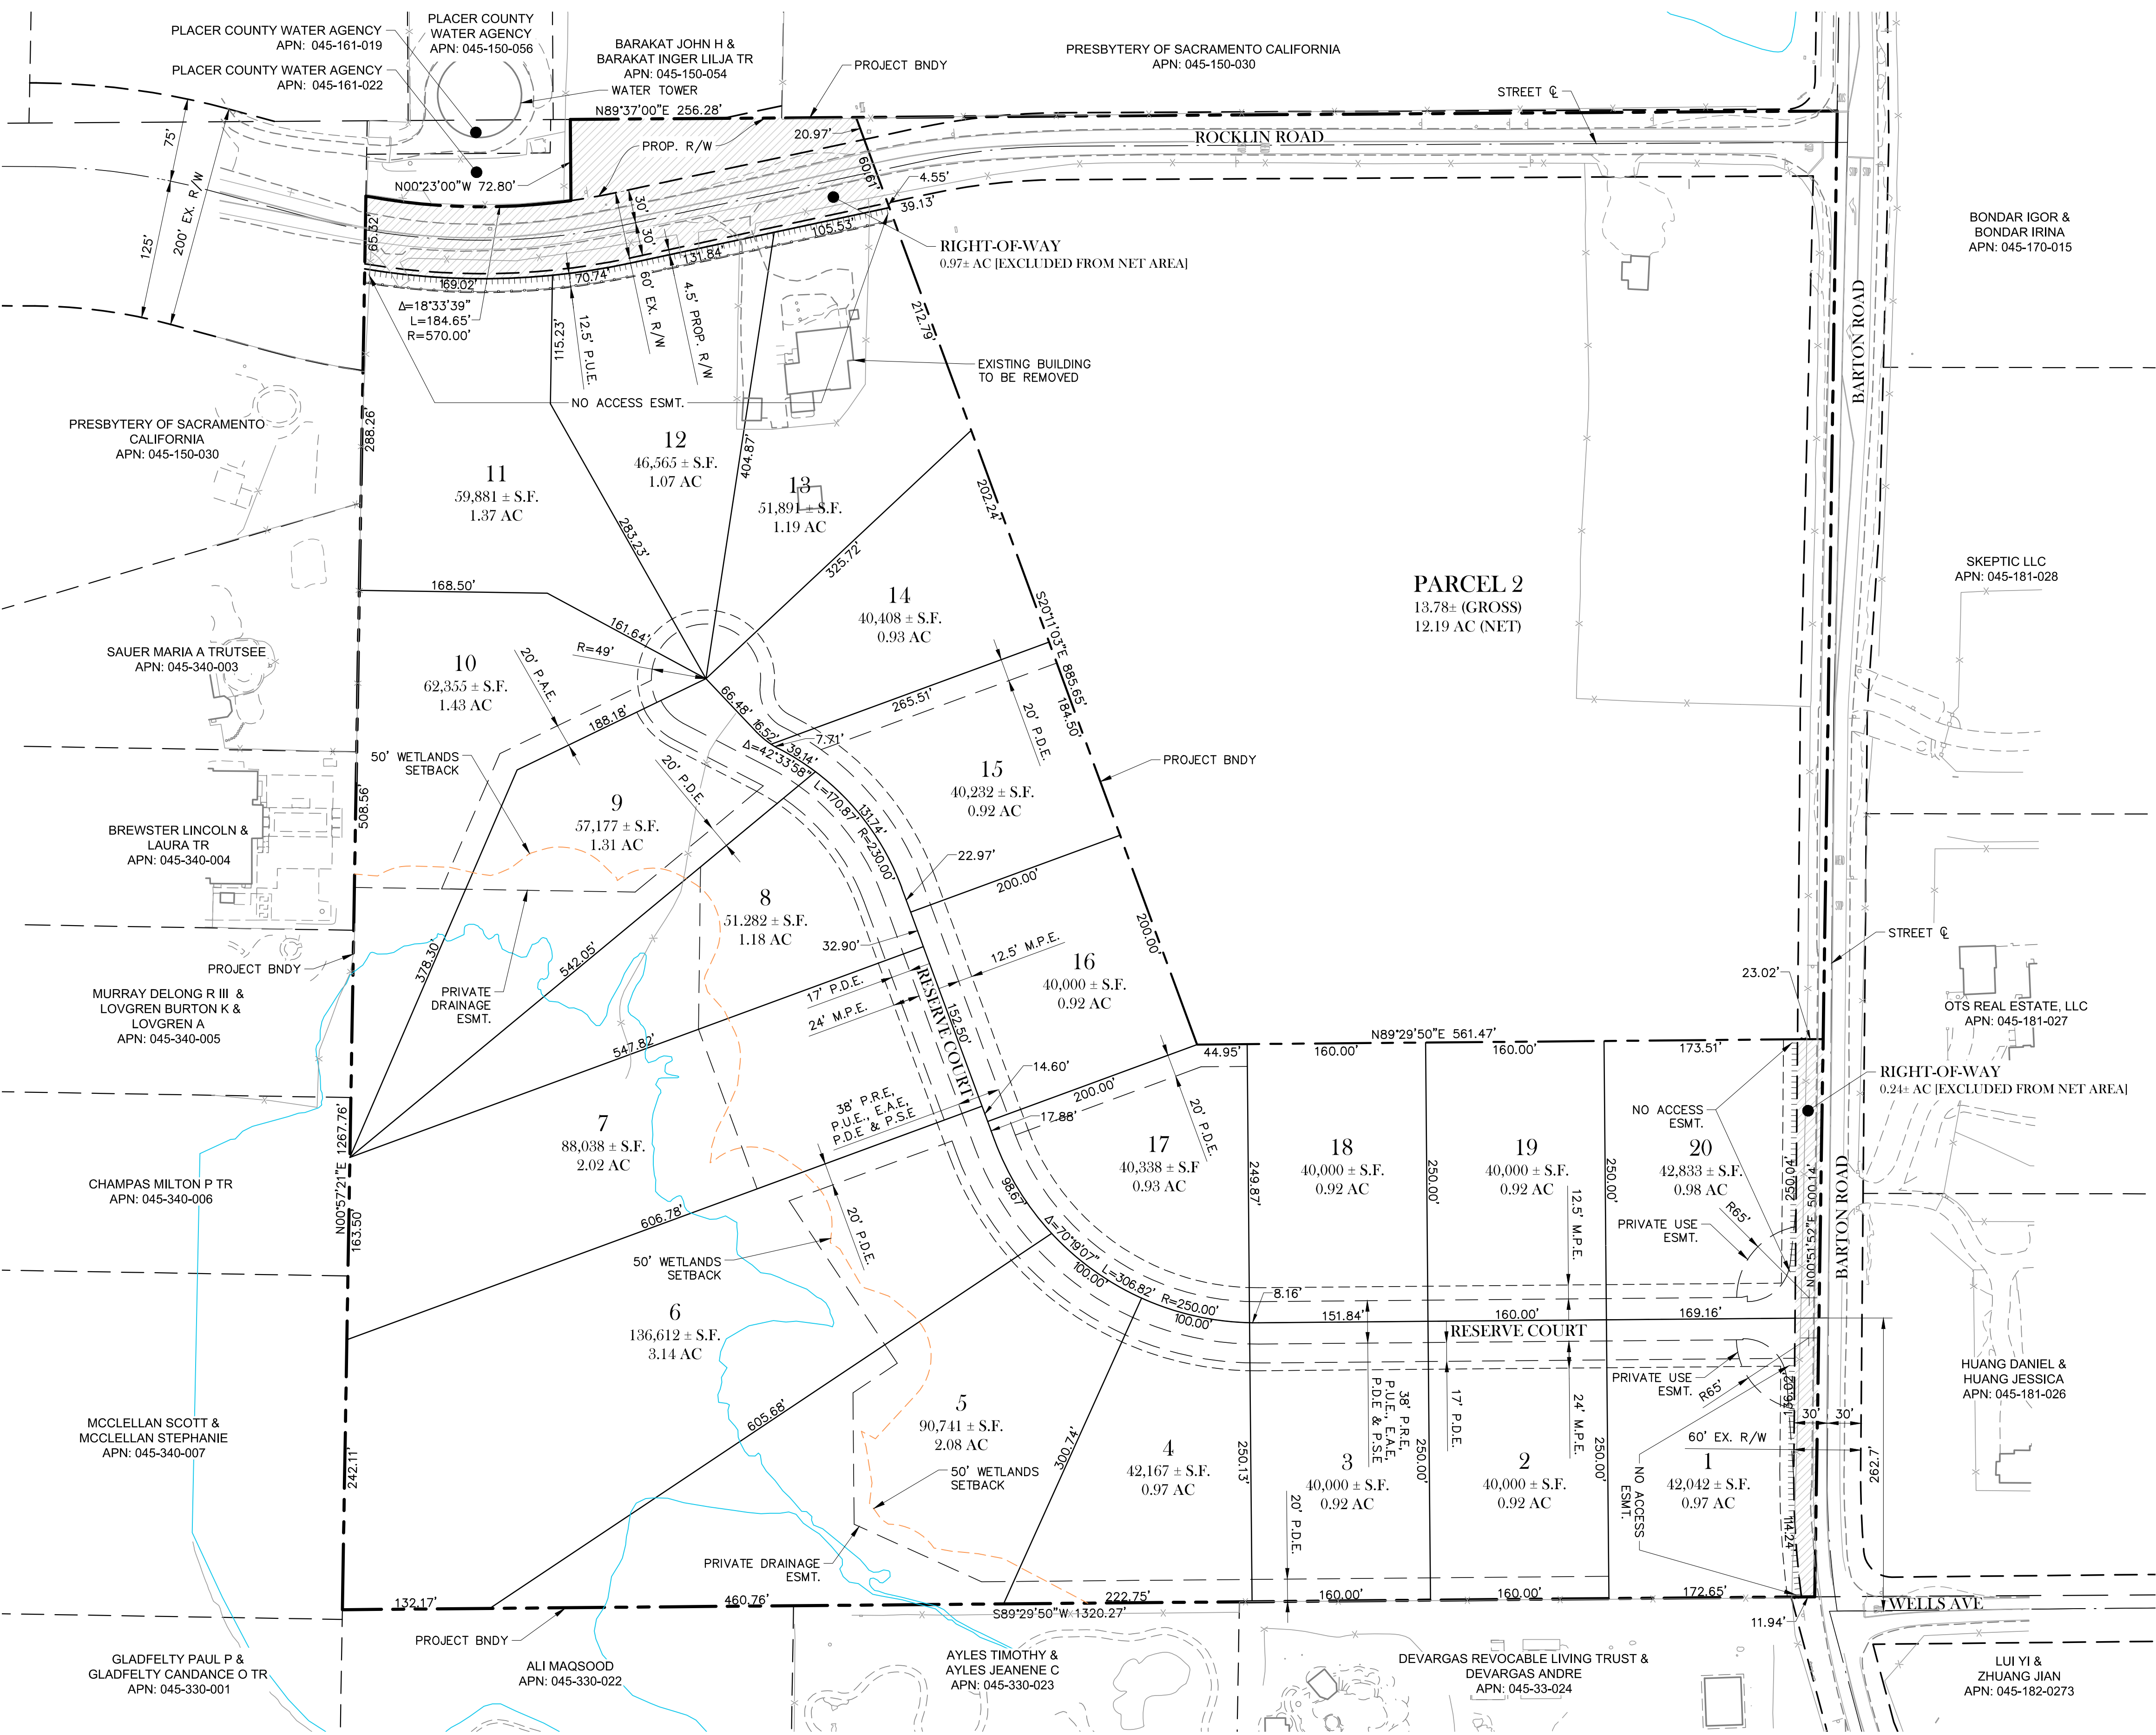 PLACER COUNTY WATER AGENCY
APN: 045-161-019
PLACER COUNTY WATER AGENCY
APN: 045-161-022
PLACER COUNTY
WATER AGENCY
APN: 045-150-056
BARAKAT JOHN H &
BARAKAT INGER LILJA TR
APN: 045-150-054
WATER TOWER
PROJECT BNDY
PRESBYTERY OF SACRAMENTO CALIFORNIA
APN: 045-150-030
STREET ℄
N89°37'00"E 256.28'
20.97'
ROCKLIN ROAD
PROP. R/W
60.61'
4.55'
39.13'
N00°23'00"W 72.80'
75'
125'
200' EX. R/W
65.32'
30'
30'
105.53'
131.84'
70.74'
169.02'
Δ=18°33'39"
L=184.65'
R=570.00'
115.23'
12.5' P.U.E.
60' EX. R/W
4.5' PROP. R/W
RIGHT-OF-WAY
0.97± AC [EXCLUDED FROM NET AREA]
212.79'
EXISTING BUILDING
TO BE REMOVED
NO ACCESS ESMT.
BONDAR IGOR &
BONDAR IRINA
APN: 045-170-015
BARTON ROAD
PRESBYTERY OF SACRAMENTO
CALIFORNIA
APN: 045-150-030
288.26'
11
59,881 ± S.F.
1.37 AC
12
46,565 ± S.F.
1.07 AC
404.87'
13
51,891 ± S.F.
1.19 AC
283.23'
325.72'
202.24'
168.50'
161.64'
R=49'
14
40,408 ± S.F.
0.93 AC
S20°11'03"E 885.65'
PARCEL 2
13.78± (GROSS)
12.19 AC (NET)
SKEPTIC LLC
APN: 045-181-028
SAUER MARIA A TRUTSEE
APN: 045-340-003
10
62,355 ± S.F.
1.43 AC
20' P.A.E.
188.18'
66.48'
16.52'
7.71'
39.14'
265.51'
20' P.D.E.
184.50'
50' WETLANDS
SETBACK
PROJECT BNDY
Δ=42°33'58" L=170.87' R=230.00'
131.74'
20' P.D.E.
508.56'
9
57,177 ± S.F.
1.31 AC
15
40,232 ± S.F.
0.92 AC
BREWSTER LINCOLN &
LAURA TR
APN: 045-340-004
22.97'
200.00'
8
51.282 ± S.F.
1.18 AC
32.90'
200.00'
STREET ℄
PROJECT BNDY
378.30'
542.05'
12.5' M.P.E.
16
40,000 ± S.F.
0.92 AC
23.02'
17' P.D.E.
24' M.P.E.
RESERVE COURT
152.50'
PRIVATE
DRAINAGE
ESMT.
MURRAY DELONG R III &
LOVGREN BURTON K &
LOVGREN A
APN: 045-340-005
547.82'
OTS REAL ESTATE, LLC
APN: 045-181-027
N89°29'50"E 561.47'
44.95'
160.00'
160.00'
173.51'
14.60'
200.00'
17.88'
20' P.D.E.
38' P.R.E,
P.U.E., E.A.E,
P.D.E & P.S.E
RIGHT-OF-WAY
0.24± AC [EXCLUDED FROM NET AREA]
NO ACCESS
ESMT.
7
88,038 ± S.F.
2.02 AC
N00°57'21"E 1267.76'
163.50'
CHAMPAS MILTON P TR
APN: 045-340-006
17
40,338 ± S.F
0.93 AC
249.87'
18
40,000 ± S.F.
0.92 AC
250.00'
19
40,000 ± S.F.
0.92 AC
250.00'
20
42,833 ± S.F.
0.98 AC
250.04'
N00°51'52"E 500.14'
BARTON ROAD
12.5' M.P.E.
PRIVATE USE
ESMT.
R65'
606.78'
20' P.D.E.
98.67'
50' WETLANDS
SETBACK
Δ=70°19'07" L=306.82' R=250.00'
100.00'
100.00'
8.16'
151.84'
160.00'
169.16'
RESERVE COURT
6
136,612 ± S.F.
3.14 AC
PRIVATE USE
ESMT.
R65'
135.92'
30'
30'
60' EX. R/W
262.7'
HUANG DANIEL &
HUANG JESSICA
APN: 045-181-026
MCCLELLAN SCOTT &
MCCLELLAN STEPHANIE
APN: 045-340-007
242.11'
605.68'
5
90,741 ± S.F.
2.08 AC
300.74'
4
42,167 ± S.F.
0.97 AC
250.13'
38' P.R.E,
P.U.E., E.A.E,
P.D.E & P.S.E
17' P.D.E.
24' M.P.E.
3
40,000 ± S.F.
0.92 AC
250.00'
2
40,000 ± S.F.
0.92 AC
250.00'
1
42,042 ± S.F.
0.97 AC
NO ACCESS
ESMT.
114.24'
50' WETLANDS
SETBACK
20' P.D.E.
PRIVATE DRAINAGE
ESMT.
132.17'
460.76'
222.75'
160.00'
160.00'
172.65'
S89°29'50"W 1320.27'
11.94'
WELLS AVE
PROJECT BNDY
GLADFELTY PAUL P &
GLADFELTY CANDANCE O TR
APN: 045-330-001
ALI MAQSOOD
APN: 045-330-022
AYLES TIMOTHY &
AYLES JEANENE C
APN: 045-330-023
DEVARGAS REVOCABLE LIVING TRUST &
DEVARGAS ANDRE
APN: 045-33-024
LUI YI &
ZHUANG JIAN
APN: 045-182-0273